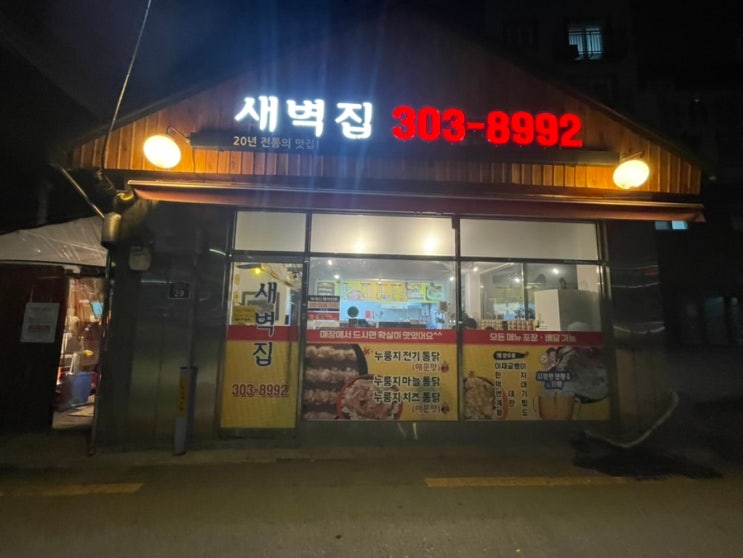 새벽집 303-8992
20년 전통의 맛집
29
새벽집
303-8992
매장에서 드시면 확실히 맛있어요^^
모든 메뉴 포장·배달 가능
누룽지전기통닭
(매운맛)
누룽지마늘통닭
누룽지치즈통닭
(매운맛)